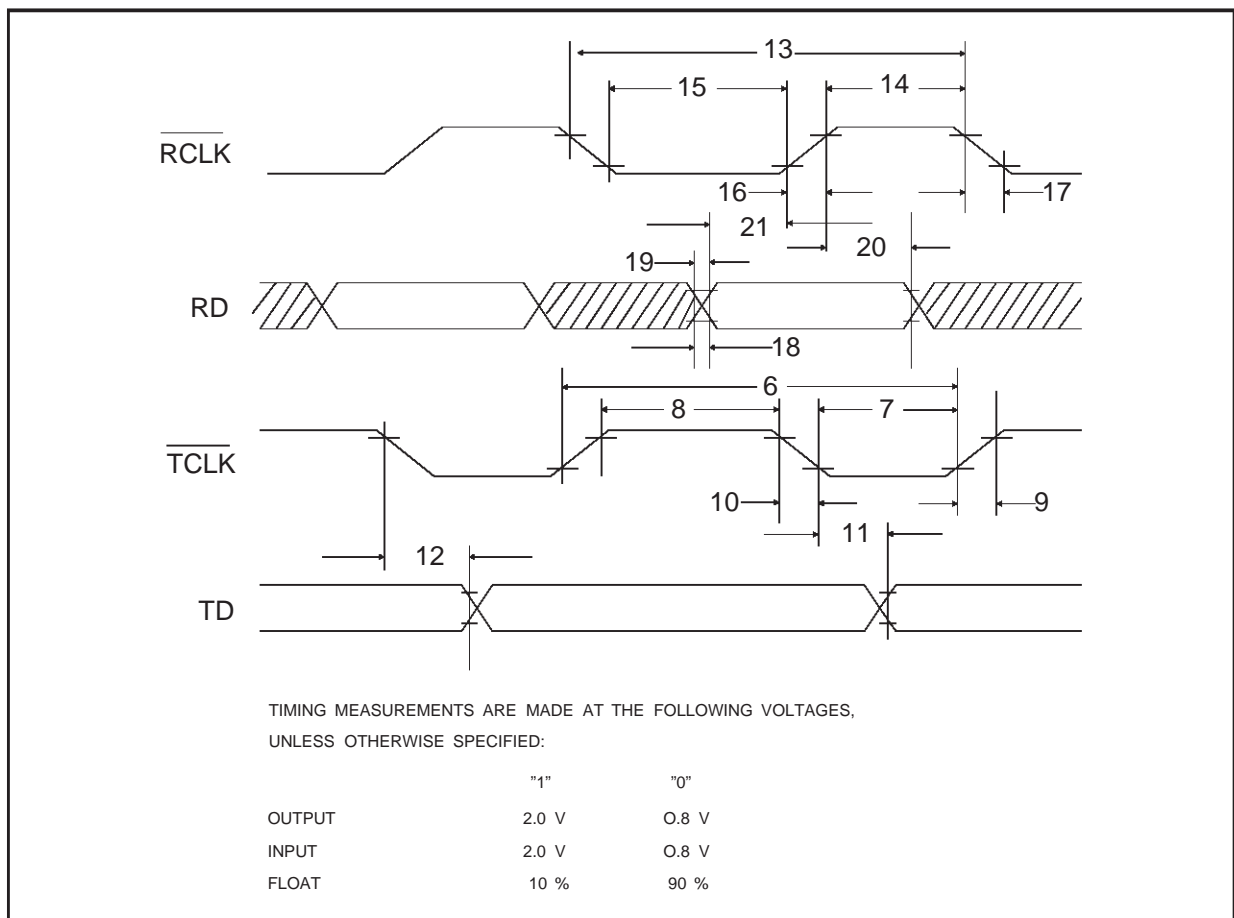 13
15
14
RCLK
16
17
21
20
19
RD
18
6
8
7
TCLK
10
9
11
12
TD
TIMING MEASUREMENTS ARE MADE AT THE FOLLOWING VOLTAGES,
UNLESS OTHERWISE SPECIFIED:
"1" "0"
OUTPUT 2.0 V O.8 V
INPUT 2.0 V O.8 V
FLOAT 10 % 90 %